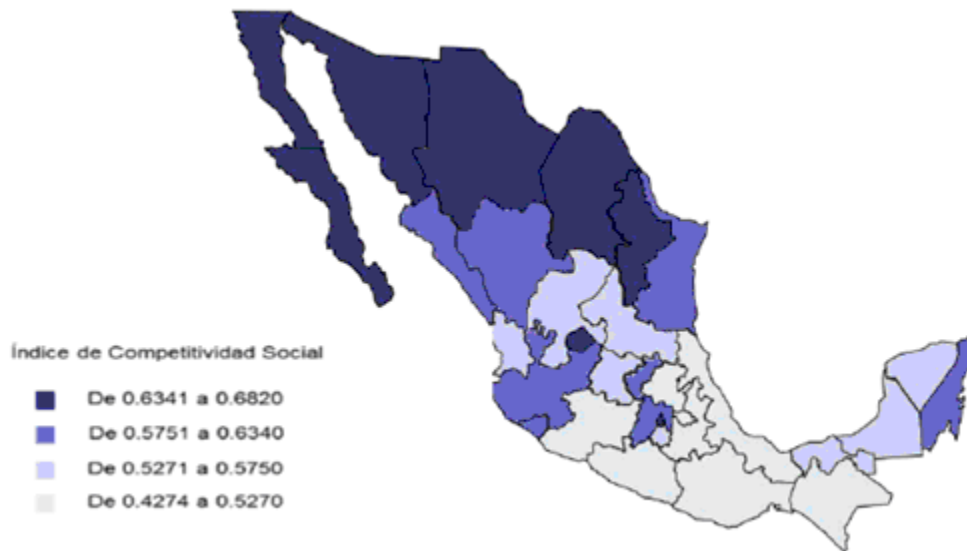 Índice de Competitividad Social
De 0.6341 a 0.6820
De 0.5751 a 0.6340
De 0.5271 a 0.5750
De 0.4274 a 0.5270